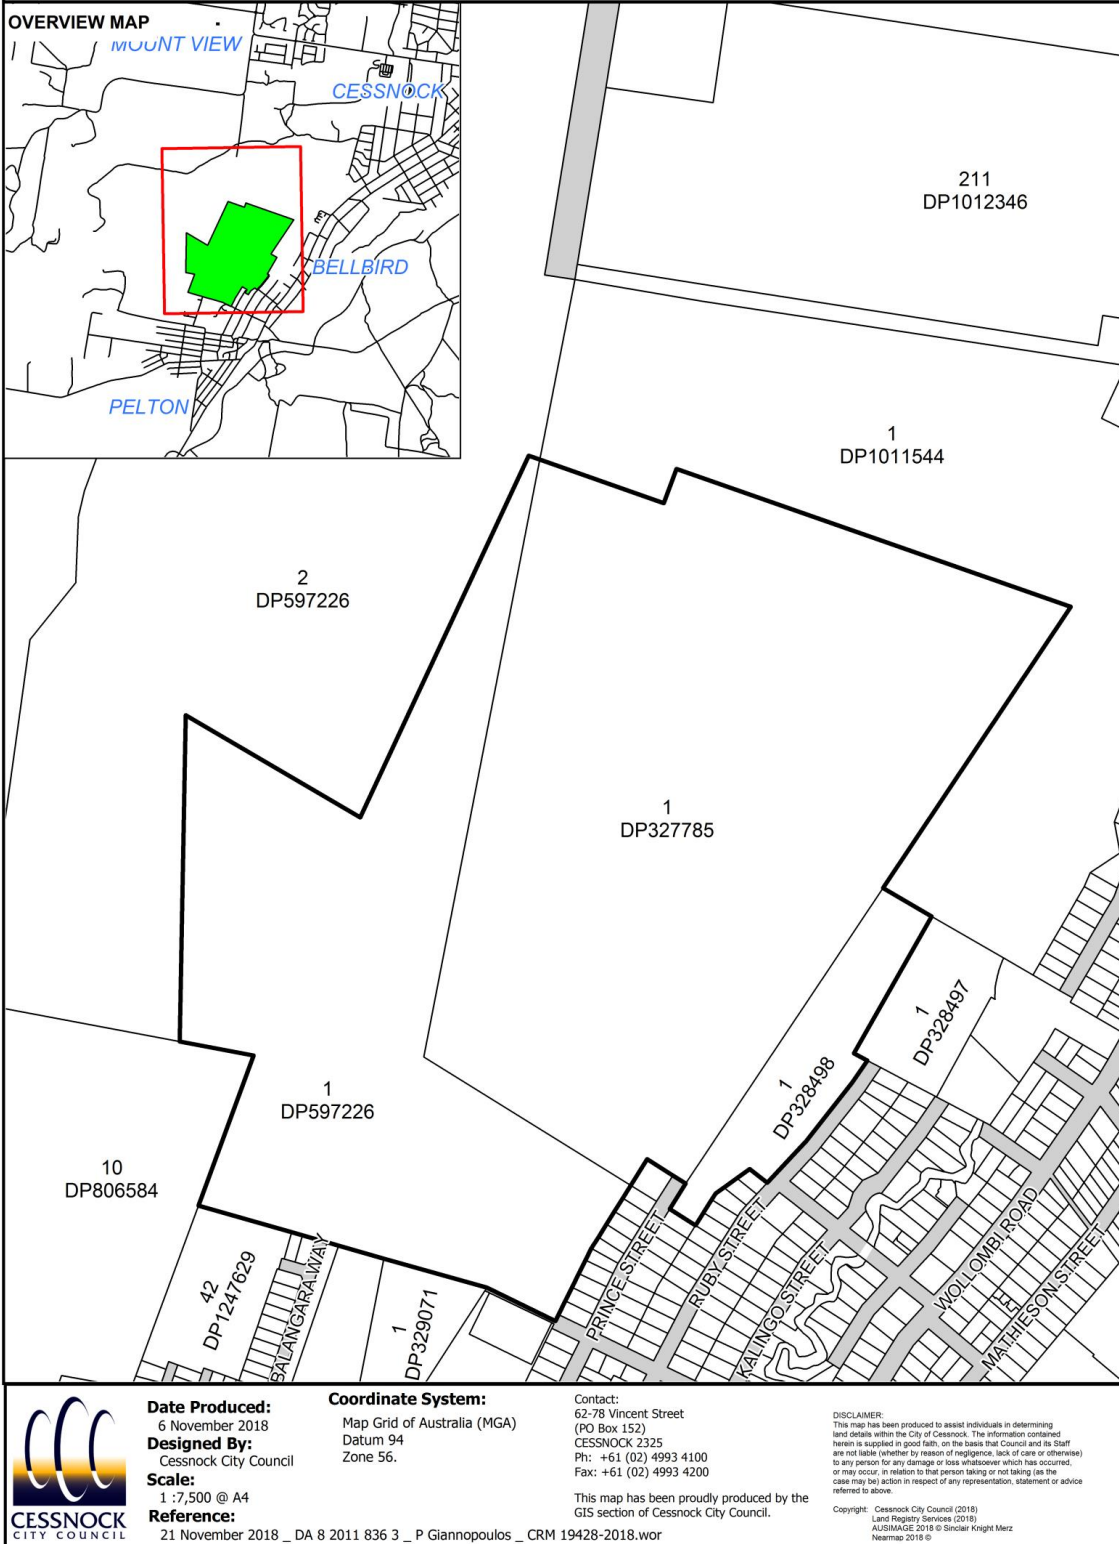 OVERVIEW MAP
MOUNT VIEW
CESSNOCK
BELLBIRD
PELTON
211
DP1012346
1
DP1011544
2
DP597226
1
DP327785
1
DP328497
1
DP328498
1
DP597226
10
DP806584
42
DP1247629
BALANGARA WAY
1
DP329071
PRINCE STREET
RUBY STREET
KALINGO STREET
WOLLOMBI ROAD
MATHIESON STREET
CESSNOCK
CITY COUNCIL
Date Produced:
6 November 2018
Designed By:
Cessnock City Council
Scale:
1 :7,500 @ A4
Reference:
21 November 2018 _ DA 8 2011 836 3 _ P Giannopoulos _ CRM 19428-2018.wor
Coordinate System:
Map Grid of Australia (MGA)
Datum 94
Zone 56.
Contact:
62-78 Vincent Street
(PO Box 152)
CESSNOCK 2325
Ph: +61 (02) 4993 4100
Fax: +61 (02) 4993 4200
This map has been proudly produced by the
GIS section of Cessnock City Council.
DISCLAIMER:
This map has been produced to assist individuals in determining
land details within the City of Cessnock. The information contained
herein is supplied in good faith, on the basis that Council and its Staff
are not liable (whether by reason of negligence, lack of care or otherwise)
to any person for any damage or loss whatsoever which has occurred,
or may occur, in relation to that person taking or not taking (as the
case may be) action in respect of any representation, statement or advice
referred to above.
Copyright: Cessnock City Council (2018)
Land Registry Services (2018)
AUSIMAGE 2018 © Sinclair Knight Merz
Nearmap 2018 ©